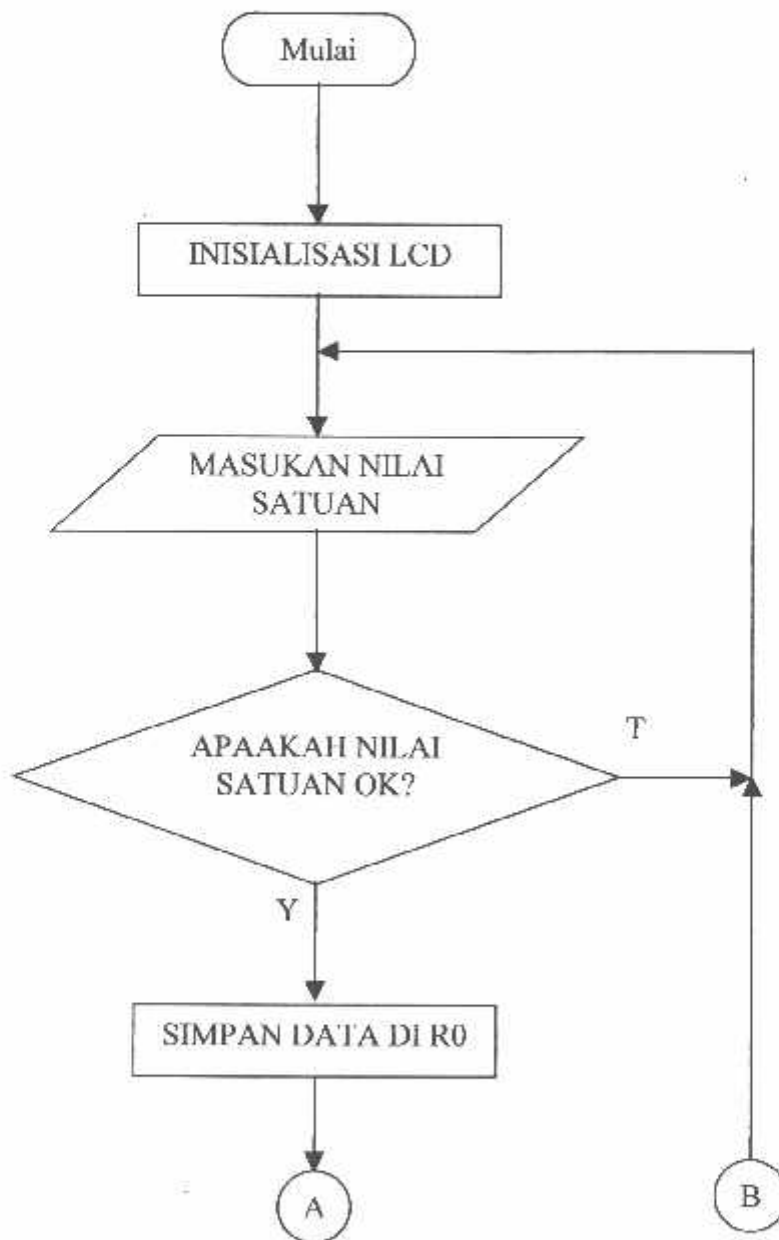 Mulai
INISIALISASI LCD
MASUKAN NILAI
SATUAN
APAAKAH NILAI
SATUAN OK?
T
Y
SIMPAN DATA DI R0
A
B